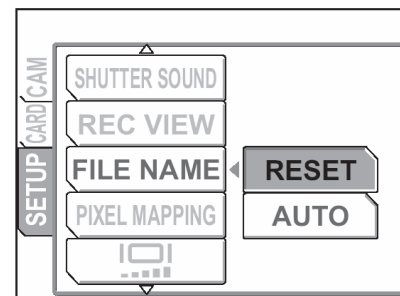 CAM
CARD
SETUP
SHUTTER SOUND
REC VIEW
FILE NAME
RESET
PIXEL MAPPING
AUTO